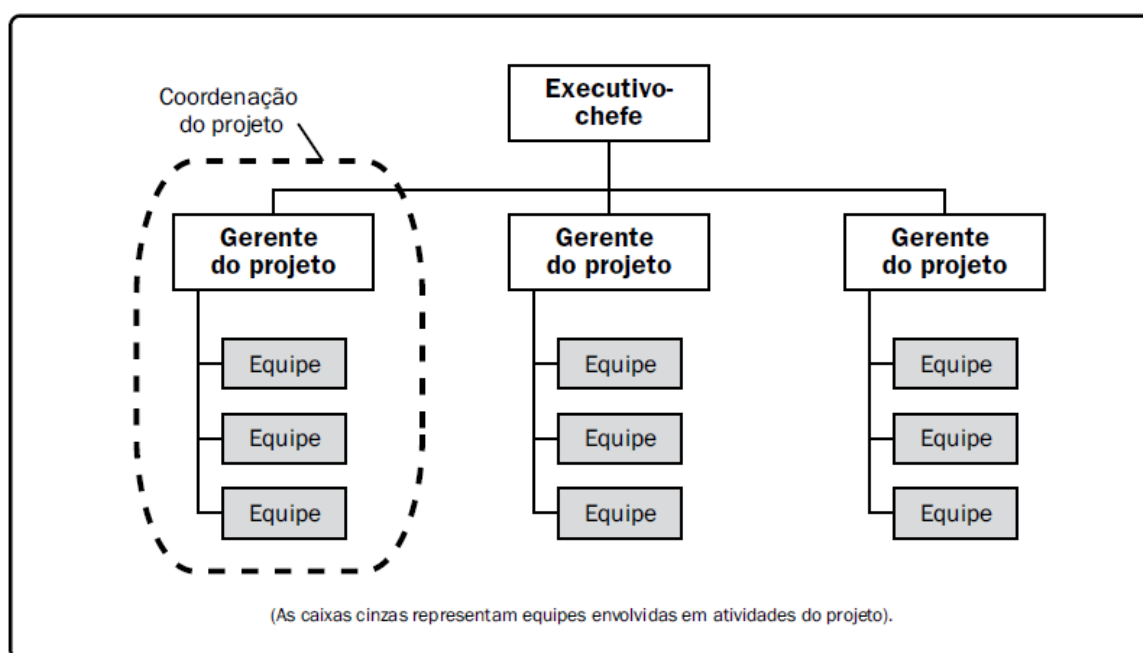 Coordenação
do projeto
Executivo-
chefe
Gerente
do projeto
Gerente
do projeto
Gerente
do projeto
Equipe
Equipe
Equipe
Equipe
Equipe
Equipe
Equipe
Equipe
Equipe
(As caixas cinzas representam equipes envolvidas em atividades do projeto).